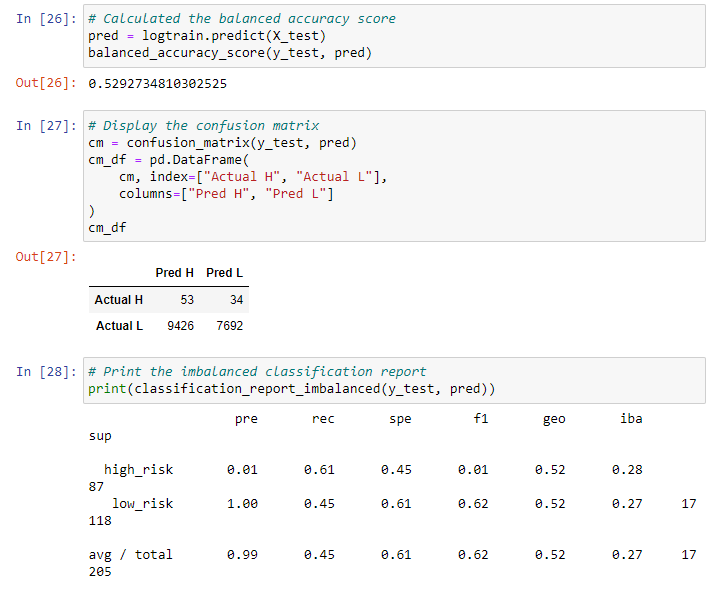 In [26]: # Calculated the balanced accuracy score
pred = logtrain.predict(X_test)
balanced_accuracy_score(y_test, pred)
Out[26]: 0.5292734810302525
In [27]: # Display the confusion matrix
cm = confusion_matrix(y_test, pred)
cm_df = pd.DataFrame(
    cm, index=["Actual H", "Actual L"],
    columns=["Pred H", "Pred L"]
)
cm_df
Out[27]:
Pred H Pred L
Actual H 53 34
Actual L 9426 7692
In [28]: # Print the imbalanced classification report
print(classification_report_imbalanced(y_test, pred))
pre rec spe f1 geo iba
sup
high_risk 0.01 0.61 0.45 0.01 0.52 0.28
87
low_risk 1.00 0.45 0.61 0.62 0.52 0.27 17
118
avg / total 0.99 0.45 0.61 0.62 0.52 0.27 17
205